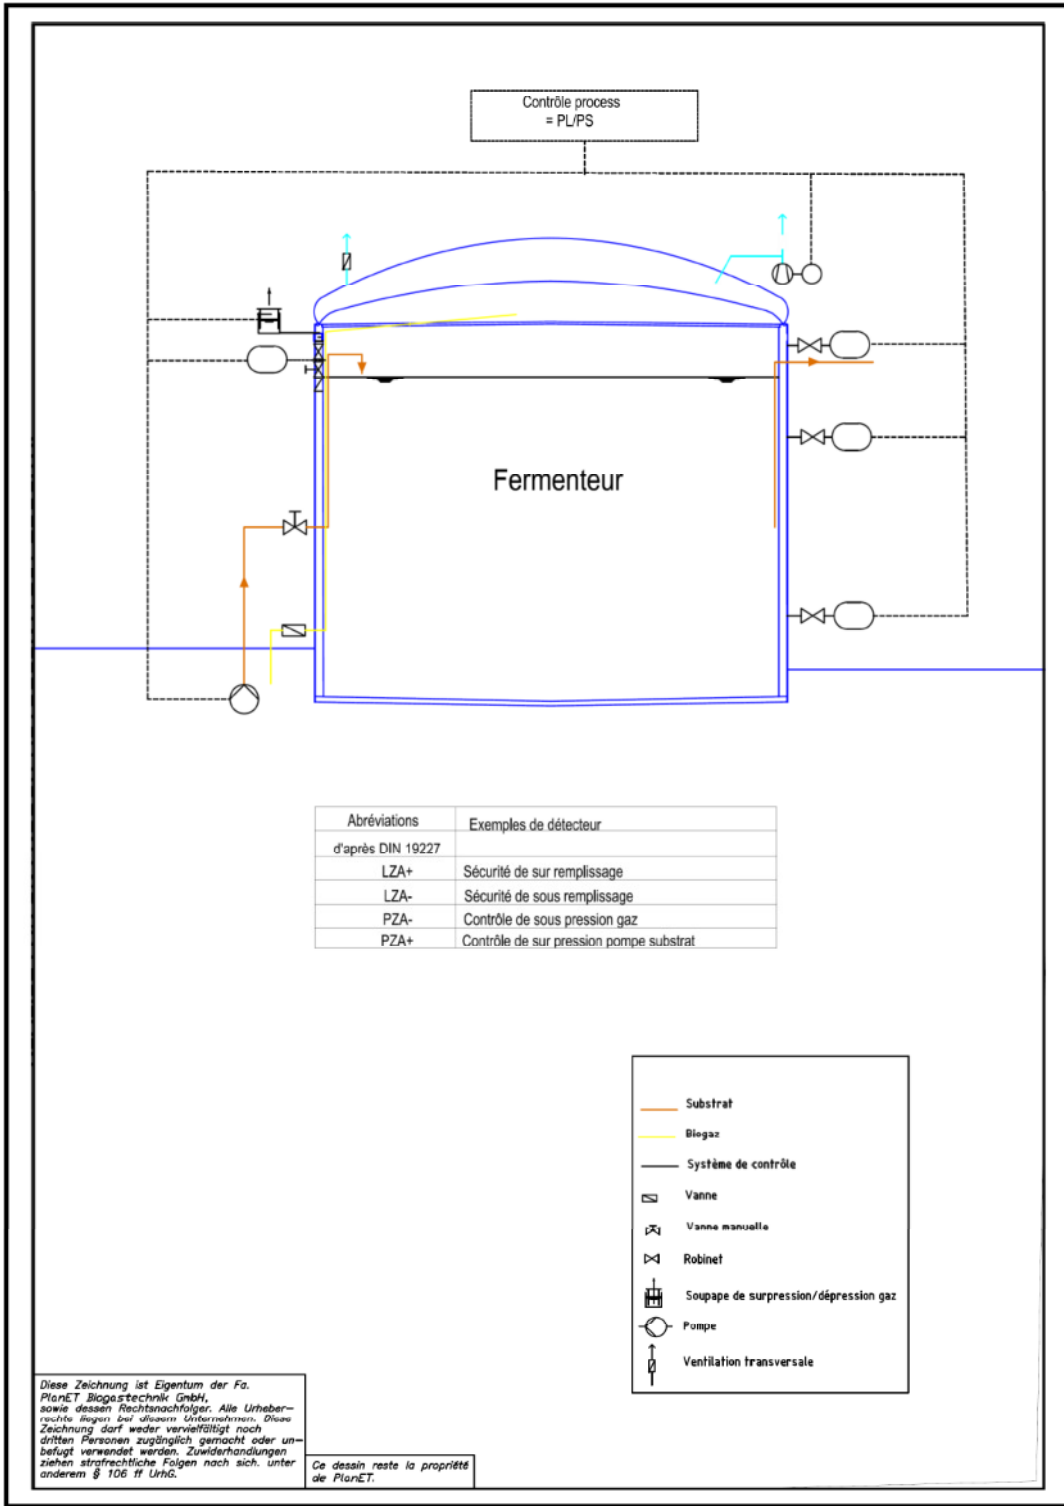 Contrôle process
= PL/PS
Fermenteur
Abréviations Exemples de détecteur
d'après DIN 19227
LZA+ Sécurité de sur remplissage
LZA- Sécurité de sous remplissage
PZA- Contrôle de sous pression gaz
PZA+ Contrôle de sur pression pompe substrat
Substrat
Biogaz
Système de contrôle
Vanne
Vanne manuelle
Robinet
Soupape de surpression/dépression gaz
Pompe
Ventilation transversale
Diese Zeichnung ist Eigentum der Fa.
PlanET Biogastechnik GmbH,
sowie dessen Rechtsnachfolger. Alle Urheber-
rechte liegen bei diesem Unternehmen. Diese
Zeichnung darf weder vervielfältigt noch
dritten Personen zugänglich gemacht oder un-
befugt verwendet werden. Zuwiderhandlungen
ziehen strafrechtliche Folgen nach sich. unter
anderem § 106 ff UrhG.
Ce dessin reste la propriété
de PlanET.